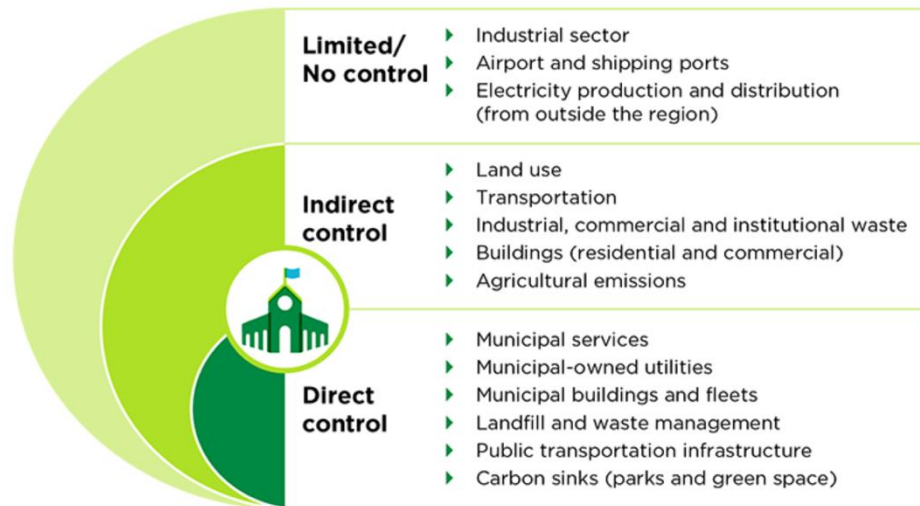 Limited/
No control
Industrial sector
Airport and shipping ports
Electricity production and distribution
(from outside the region)
Indirect
control
Land use
Transportation
Industrial, commercial and institutional waste
Buildings (residential and commercial)
Agricultural emissions
Direct
control
Municipal services
Municipal-owned utilities
Municipal buildings and fleets
Landfill and waste management
Public transportation infrastructure
Carbon sinks (parks and green space)